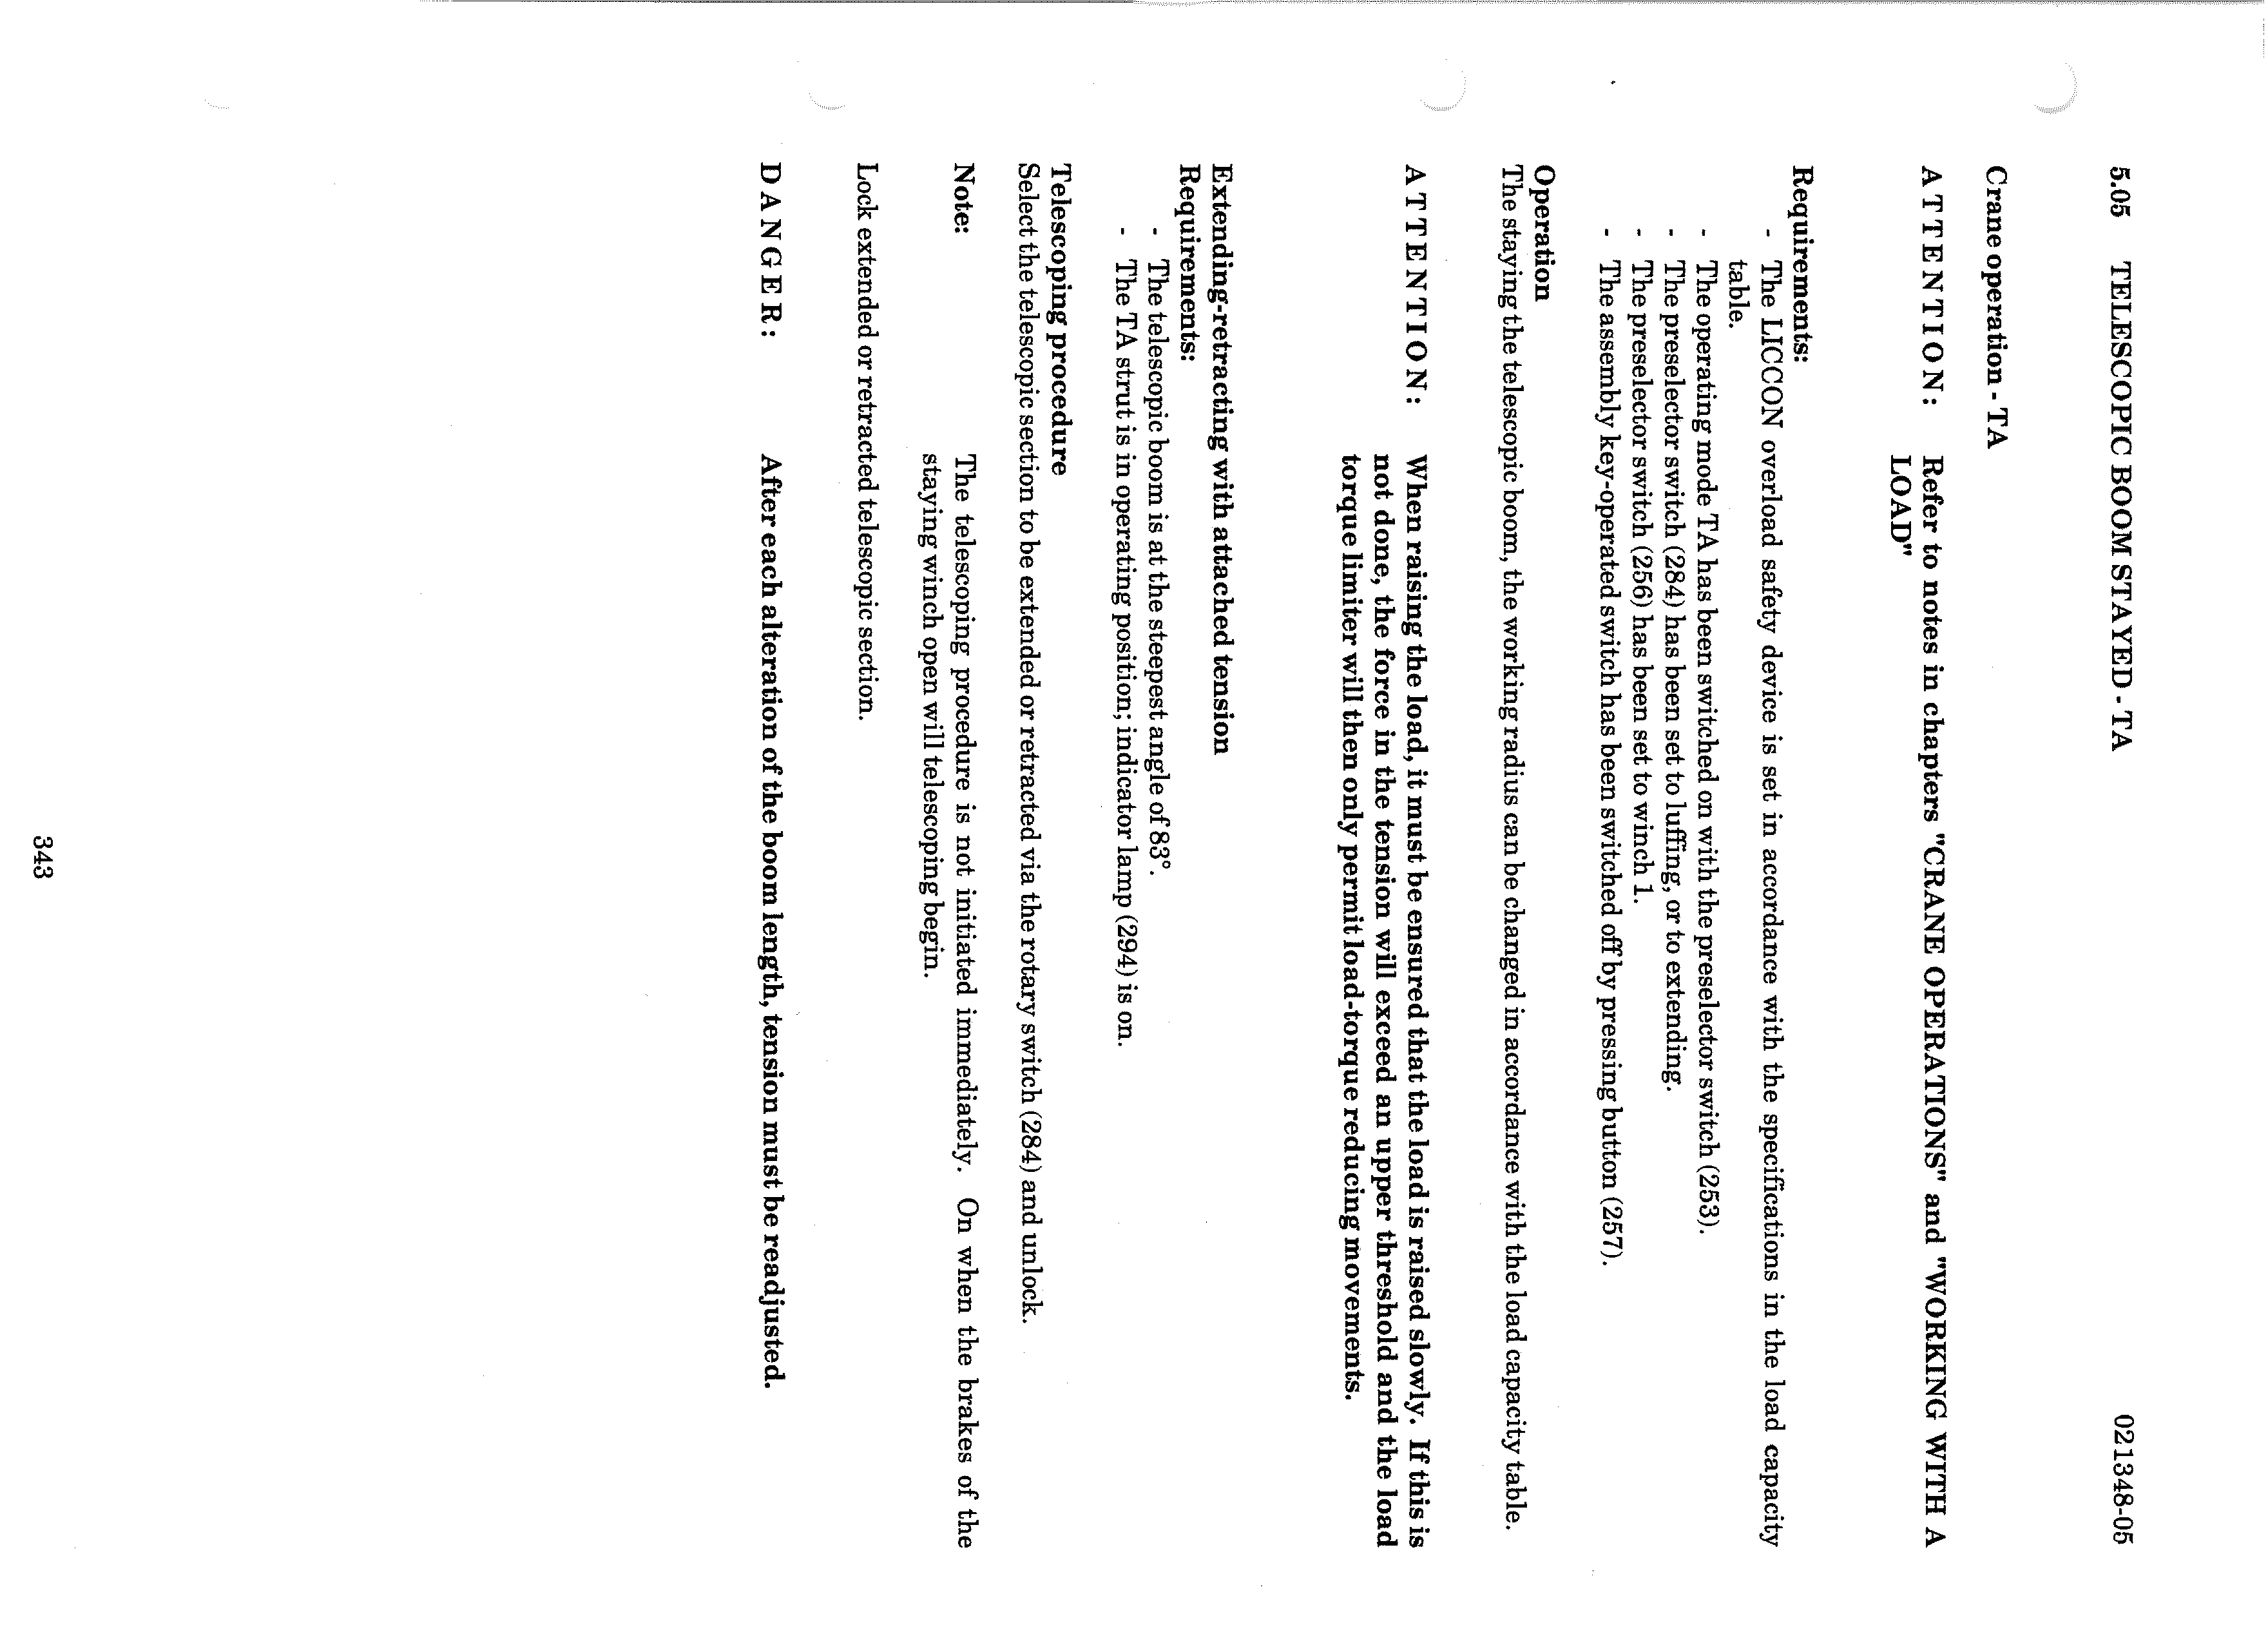 5.05 TELESCOPIC BOOM STAYED - TA 021348-05
Crane operation - TA
ATTENTION: Refer to notes in chapters "CRANE OPERATIONS" and "WORKING WITH A
LOAD"
Requirements:
- The LICCON overload safety device is set in accordance with the specifications in the load capacity
table.
- The operating mode TA has been switched on with the preselector switch (253).
- The preselector switch (284) has been set to luffing, or to extending.
- The preselector switch (256) has been set to winch 1.
- The assembly key-operated switch has been switched off by pressing button (257).
Operation
The staying the telescopic boom, the working radius can be changed in accordance with the load capacity table.
ATTENTION: When raising the load, it must be ensured that the load is raised slowly. If this is
not done, the force in the tension will exceed an upper threshold and the load
torque limiter will then only permit load-torque reducing movements.
Extending-retracting with attached tension
Requirements:
- The telescopic boom is at the steepest angle of 83°.
- The TA strut is in operating position; indicator lamp (294) is on.
Telescoping procedure
Select the telescopic section to be extended or retracted via the rotary switch (284) and unlock.
Note: The telescoping procedure is not initiated immediately. On when the brakes of the
staying winch open will telescoping begin.
Lock extended or retracted telescopic section.
DANGER: After each alteration of the boom length, tension must be readjusted.
343